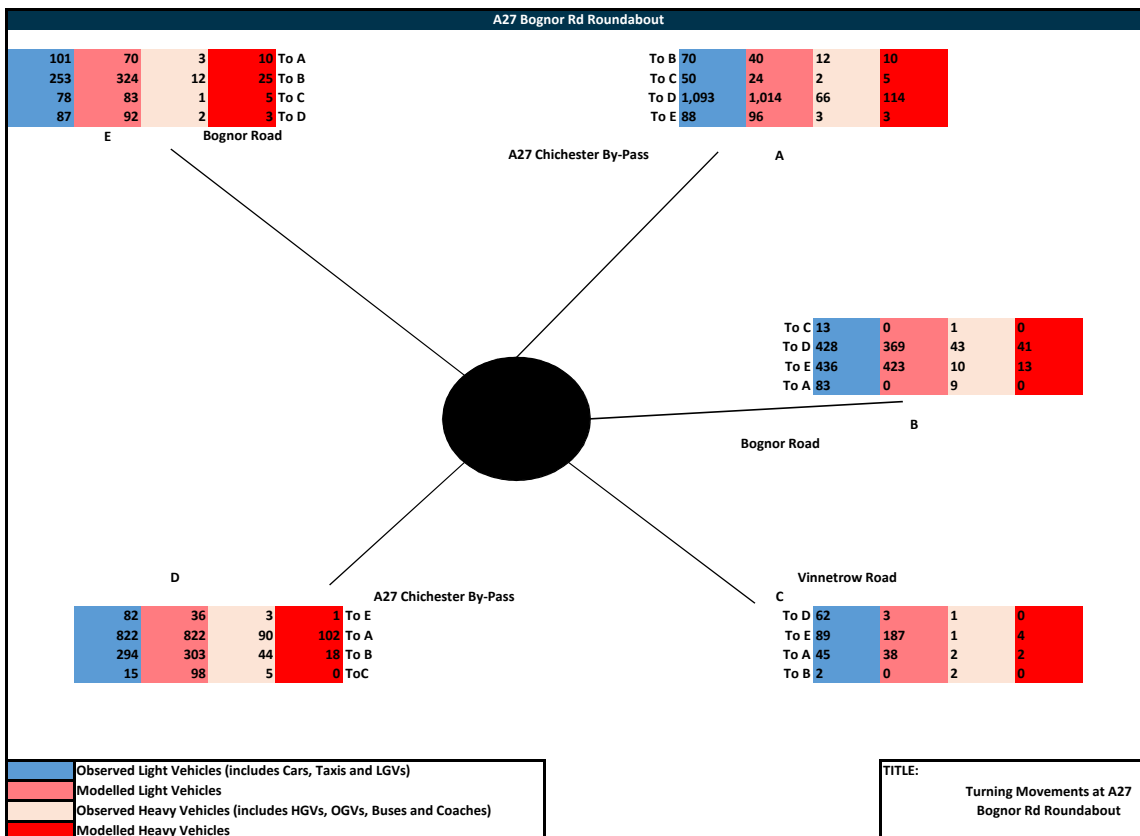 A27 Bognor Rd Roundabout
101 70 3 10 To A
253 324 12 25 To B
78 83 1 5 To C
87 92 2 3 To D
E Bognor Road
To B 70 40 12 10
To C 50 24 2 5
To D 1,093 1,014 66 114
To E 88 96 3 3
A27 Chichester By-Pass A
To C 13 0 1 0
To D 428 369 43 41
To E 436 423 10 13
To A 83 0 9 0
B
Bognor Road
D
A27 Chichester By-Pass
82 36 3 1 To E
822 822 90 102 To A
294 303 44 18 To B
15 98 5 0 ToC
Vinnetrow Road
C
To D 62 3 1 0
To E 89 187 1 4
To A 45 38 2 2
To B 2 0 2 0
Observed Light Vehicles (includes Cars, Taxis and LGVs)
Modelled Light Vehicles
Observed Heavy Vehicles (includes HGVs, OGVs, Buses and Coaches)
Modelled Heavy Vehicles
TITLE:
Turning Movements at A27
Bognor Rd Roundabout